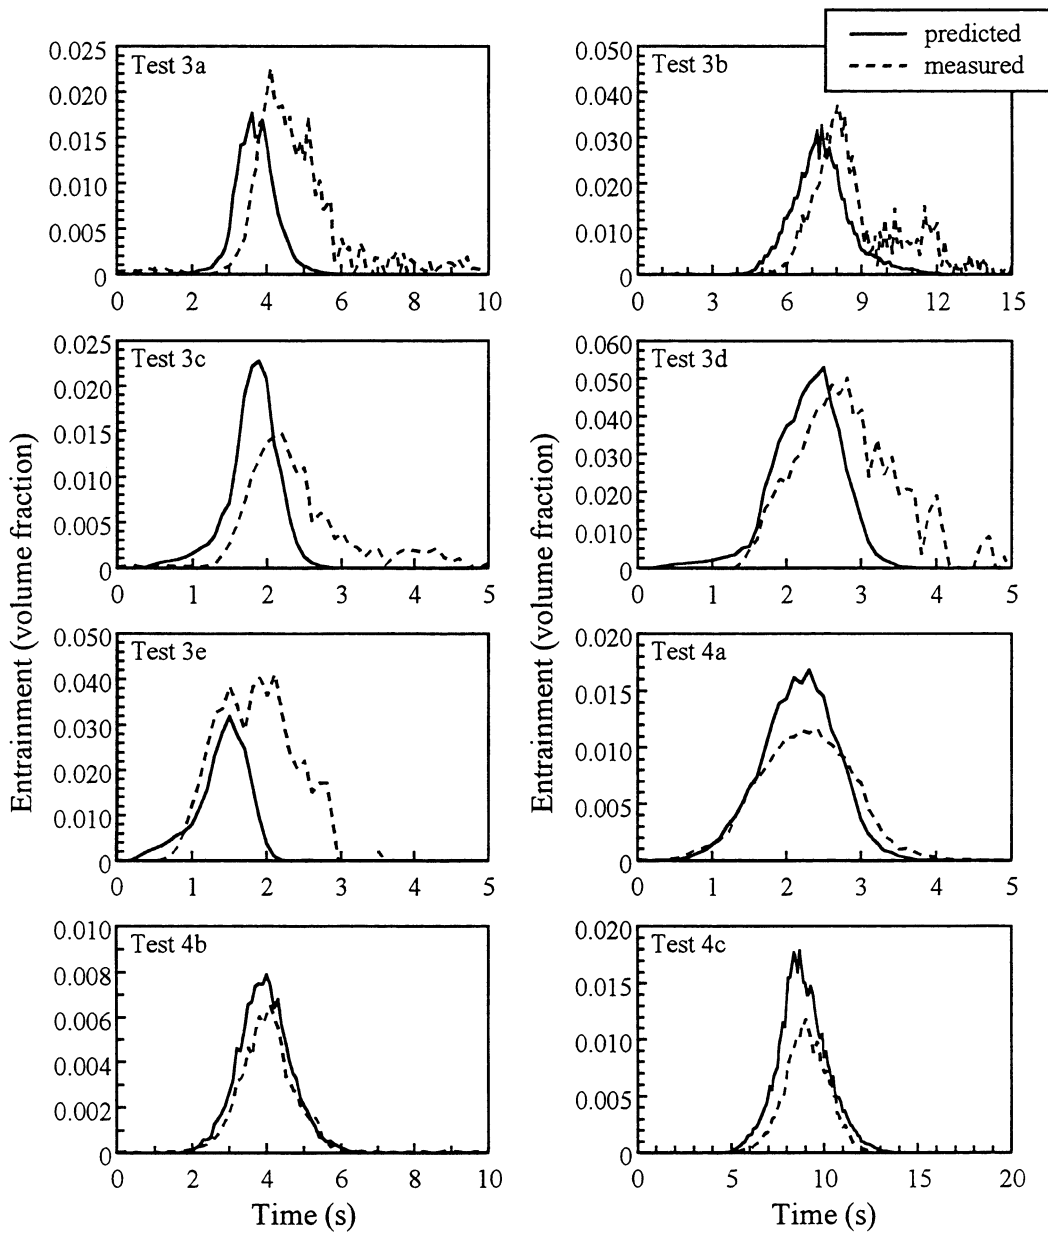 predicted
measured
Test 3a
0.025
0.020
0.015
0.010
0.005
0
0 2 4 6 8 10
Test 3b
0.050
0.040
0.030
0.020
0.010
0
0 3 6 9 12 15
Test 3c
0.025
0.020
0.015
0.010
0.005
0
0 1 2 3 4 5
Test 3d
0.060
0.050
0.040
0.030
0.020
0.010
0
0 1 2 3 4 5
Entrainment (volume fraction)
Entrainment (volume fraction)
Test 3e
0.050
0.040
0.030
0.020
0.010
0
0 1 2 3 4 5
Test 4a
0.020
0.015
0.010
0.005
0
0 1 2 3 4 5
Test 4b
0.010
0.008
0.006
0.004
0.002
0
0 2 4 6 8 10
Time (s)
Test 4c
0.020
0.015
0.010
0.005
0
0 5 10 15 20
Time (s)